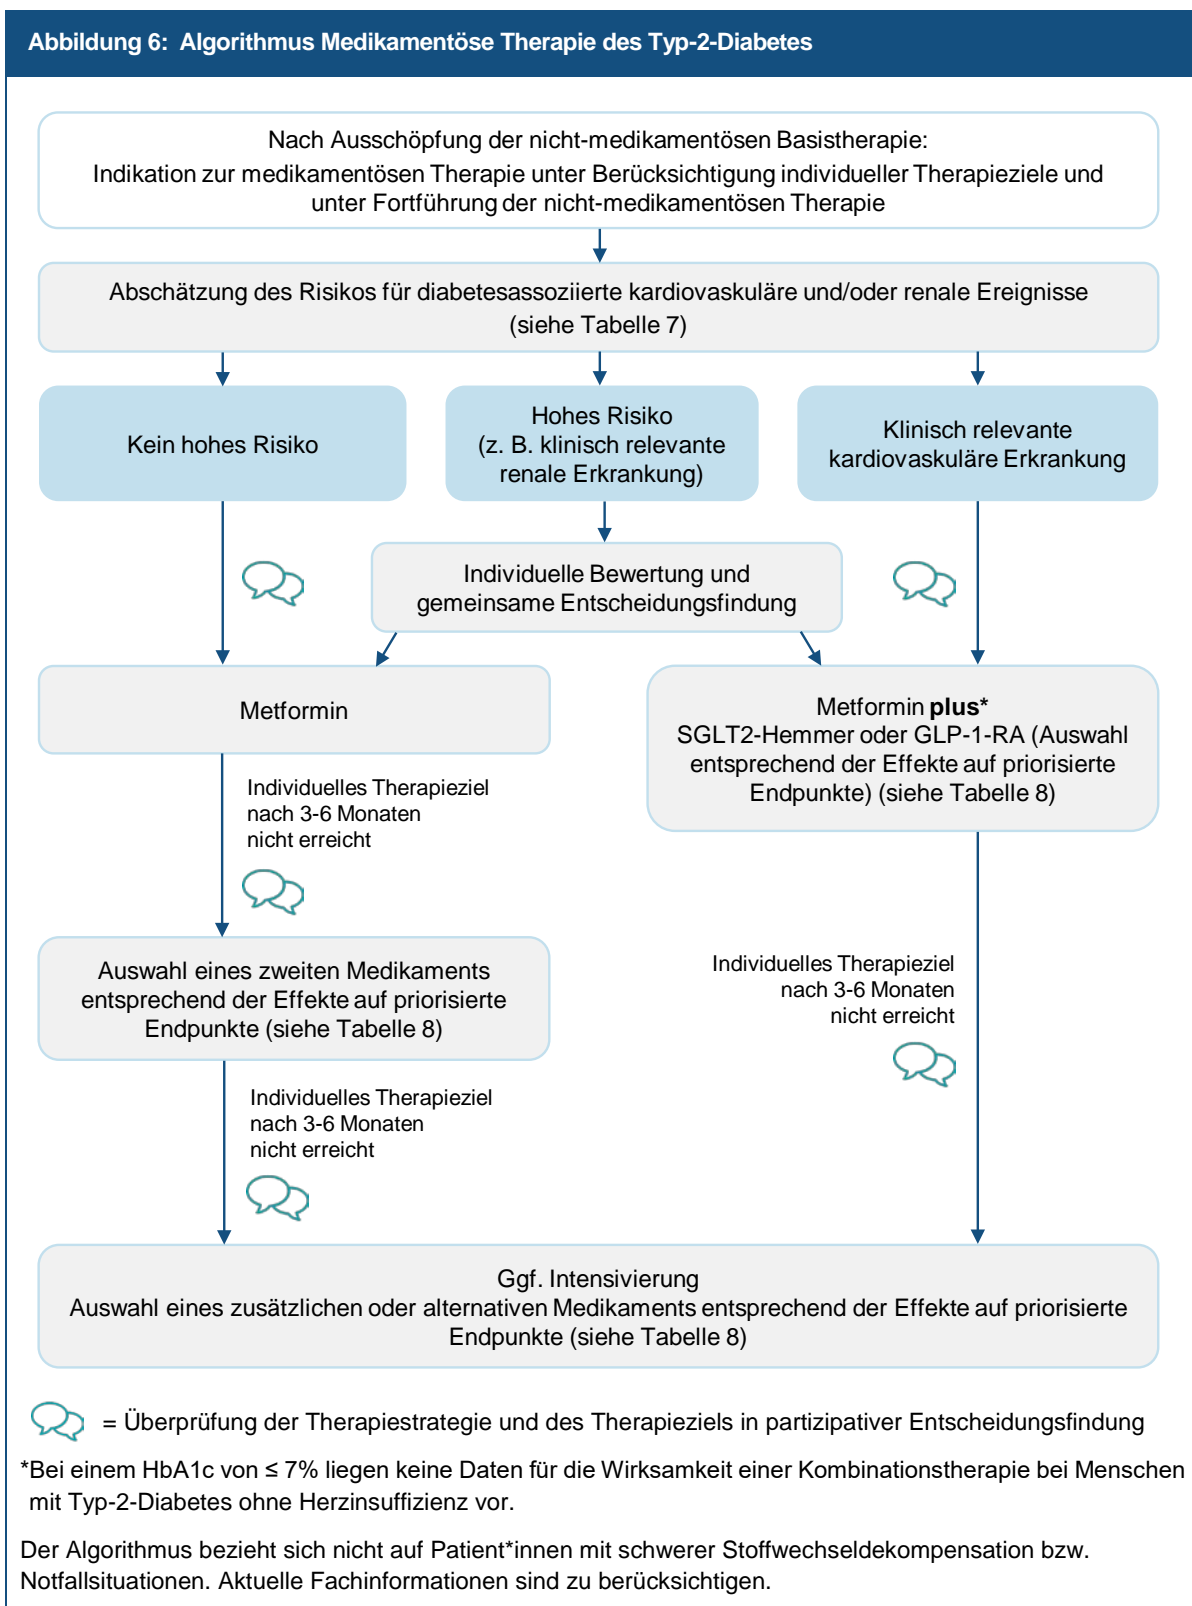 Abbildung 6: Algorithmus Medikamentöse Therapie des Typ-2-Diabetes
Nach Ausschöpfung der nicht-medikamentösen Basistherapie:
Indikation zur medikamentösen Therapie unter Berücksichtigung individueller Therapieziele und
unter Fortführung der nicht-medikamentösen Therapie
Abschätzung des Risikos für diabetesassoziierte kardiovaskuläre und/oder renale Ereignisse
(siehe Tabelle 7)
Kein hohes Risiko
Hohes Risiko
(z. B. klinisch relevante
renale Erkrankung)
Klinisch relevante
kardiovaskuläre Erkrankung
Individuelle Bewertung und
gemeinsame Entscheidungsfindung
Metformin
Metformin plus*
SGLT2-Hemmer oder GLP-1-RA (Auswahl
entsprechend der Effekte auf priorisierte
Endpunkte) (siehe Tabelle 8)
Individuelles Therapieziel
nach 3-6 Monaten
nicht erreicht
Auswahl eines zweiten Medikaments
entsprechend der Effekte auf priorisierte
Endpunkte (siehe Tabelle 8)
Individuelles Therapieziel
nach 3-6 Monaten
nicht erreicht
Individuelles Therapieziel
nach 3-6 Monaten
nicht erreicht
Ggf. Intensivierung
Auswahl eines zusätzlichen oder alternativen Medikaments entsprechend der Effekte auf priorisierte
Endpunkte (siehe Tabelle 8)
= Überprüfung der Therapiestrategie und des Therapieziels in partizipativer Entscheidungsfindung
*Bei einem HbA1c von ≤ 7% liegen keine Daten für die Wirksamkeit einer Kombinationstherapie bei Menschen
mit Typ-2-Diabetes ohne Herzinsuffizienz vor.
Der Algorithmus bezieht sich nicht auf Patient*innen mit schwerer Stoffwechseldekompensation bzw.
Notfallsituationen. Aktuelle Fachinformationen sind zu berücksichtigen.